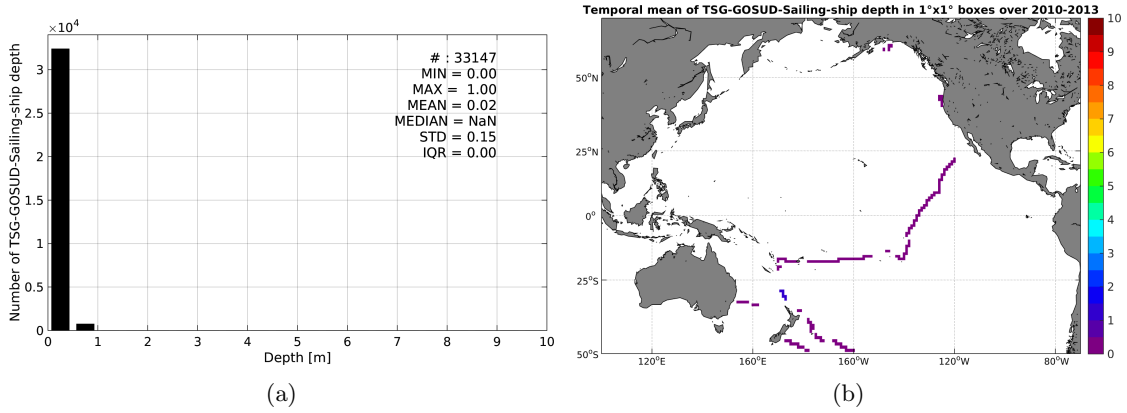 ×10⁴
Number of TSG-GOSUD-Sailing-ship depth
3
2.5
2
1.5
1
0.5
0
# : 33147
MIN = 0.00
MAX = 1.00
MEAN = 0.02
MEDIAN = NaN
STD = 0.15
IQR = 0.00
0 1 2 3 4 5 6 7 8 9 10
Depth [m]
(a)
Temporal mean of TSG-GOSUD-Sailing-ship depth in 1°x1° boxes over 2010-2013
50°N
25°N
0°
25°S
50°S
120°E 160°E 160°W 120°W 80°W
10
9
8
7
6
5
4
3
2
1
0
(b)